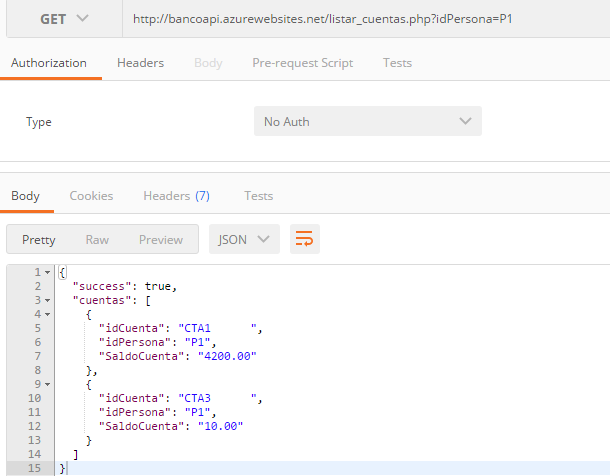 GET http://bancoapi.azurewebsites.net/listar_cuentas.php?idPersona=P1
Authorization Headers Body Pre-request Script Tests
Type No Auth
Body Cookies Headers (7) Tests
Pretty Raw Preview JSON
1 {
2 "success": true,
3 "cuentas": [
4 {
5 "idCuenta": "CTA1      ",
6 "idPersona": "P1",
7 "SaldoCuenta": "4200.00"
8 },
9 {
10 "idCuenta": "CTA3      ",
11 "idPersona": "P1",
12 "SaldoCuenta": "10.00"
13 }
14 ]
15 }